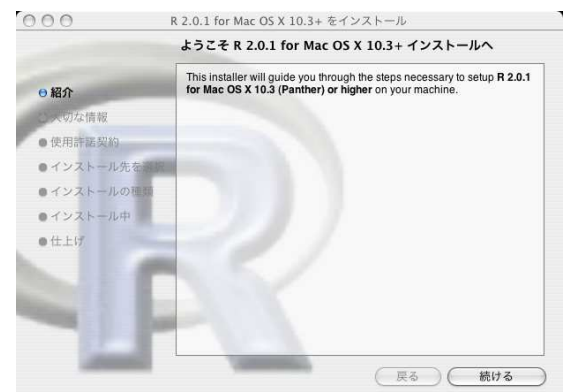 R 2.0.1 for Mac OS X 10.3+ をインストール
ようこそ R 2.0.1 for Mac OS X 10.3+ インストールへ
紹介
大切な情報
使用許諾契約
インストール先を選択
インストールの種類
インストール中
仕上げ
This installer will guide you through the steps necessary to setup R 2.0.1
for Mac OS X 10.3 (Panther) or higher on your machine.
戻る
続ける